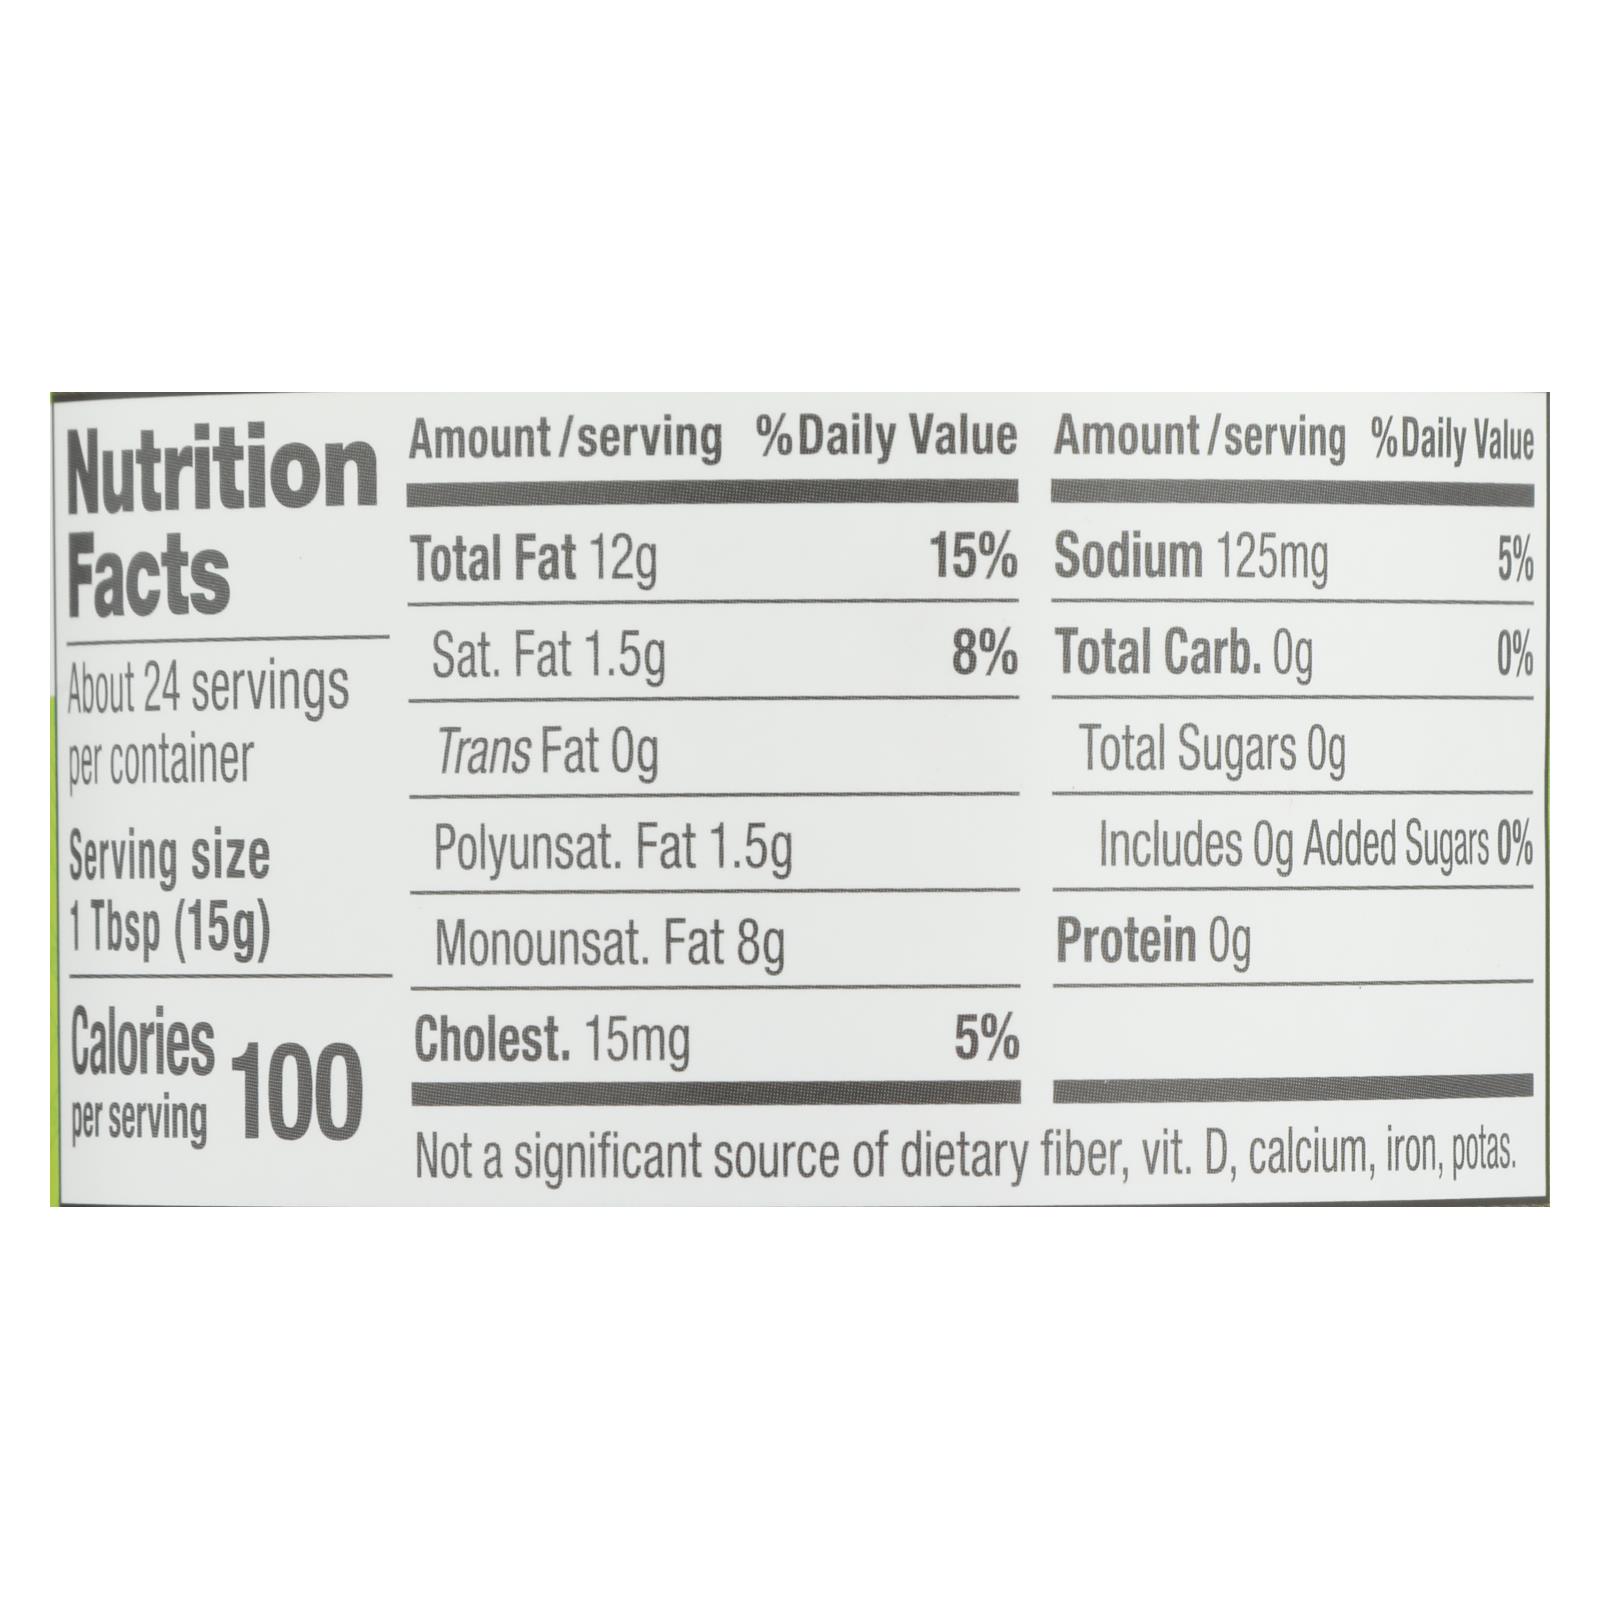 Nutrition
Facts
About 24 servings
per container
Serving size
1 Tbsp (15g)
Calories
per serving 100
Amount/serving %Daily Value
Total Fat 12g 15%
Sat. Fat 1.5g 8%
Trans Fat 0g
Polyunsat. Fat 1.5g
Monounsat. Fat 8g
Cholest. 15mg 5%
Amount/serving %Daily Value
Sodium 125mg 5%
Total Carb. 0g 0%
Total Sugars 0g
Includes 0g Added Sugars 0%
Protein 0g
Not a significant source of dietary fiber, vit. D, calcium, iron, potas.